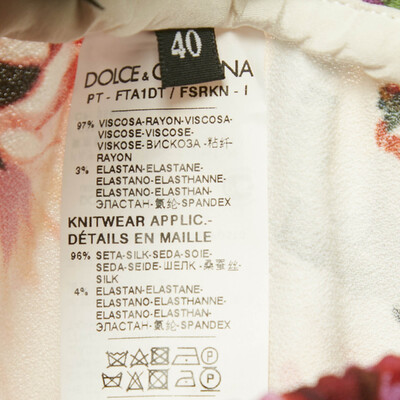 40
DOLCE & GANA
PT - FTA1DT / FSRKN - I
97% VISCOSA-RAYON-VISCOSA-
VISCOSE-VISCOSE-
VISKOSE-ВИСКОЗА -粘纤-
RAYON
3% ELASTAN-ELASTANE-
ELASTANO-ELASTHANNE-
ELASTANO-ELASTHAN-
ЭЛАСТАН-氨纶-SPANDEX
KNITWEAR APPLIC.-
DÉTAILS EN MAILLE
96% SETA-SILK-SEDA-SOIE-
SEDA-SEIDE-ШЕЛК -桑蚕丝-
SILK
4% ELASTAN-ELASTANE-
ELASTANO-ELASTHANNE-
ELASTANO-ELASTHAN-
ЭЛАСТАН-氨纶-SPANDEX
P
P